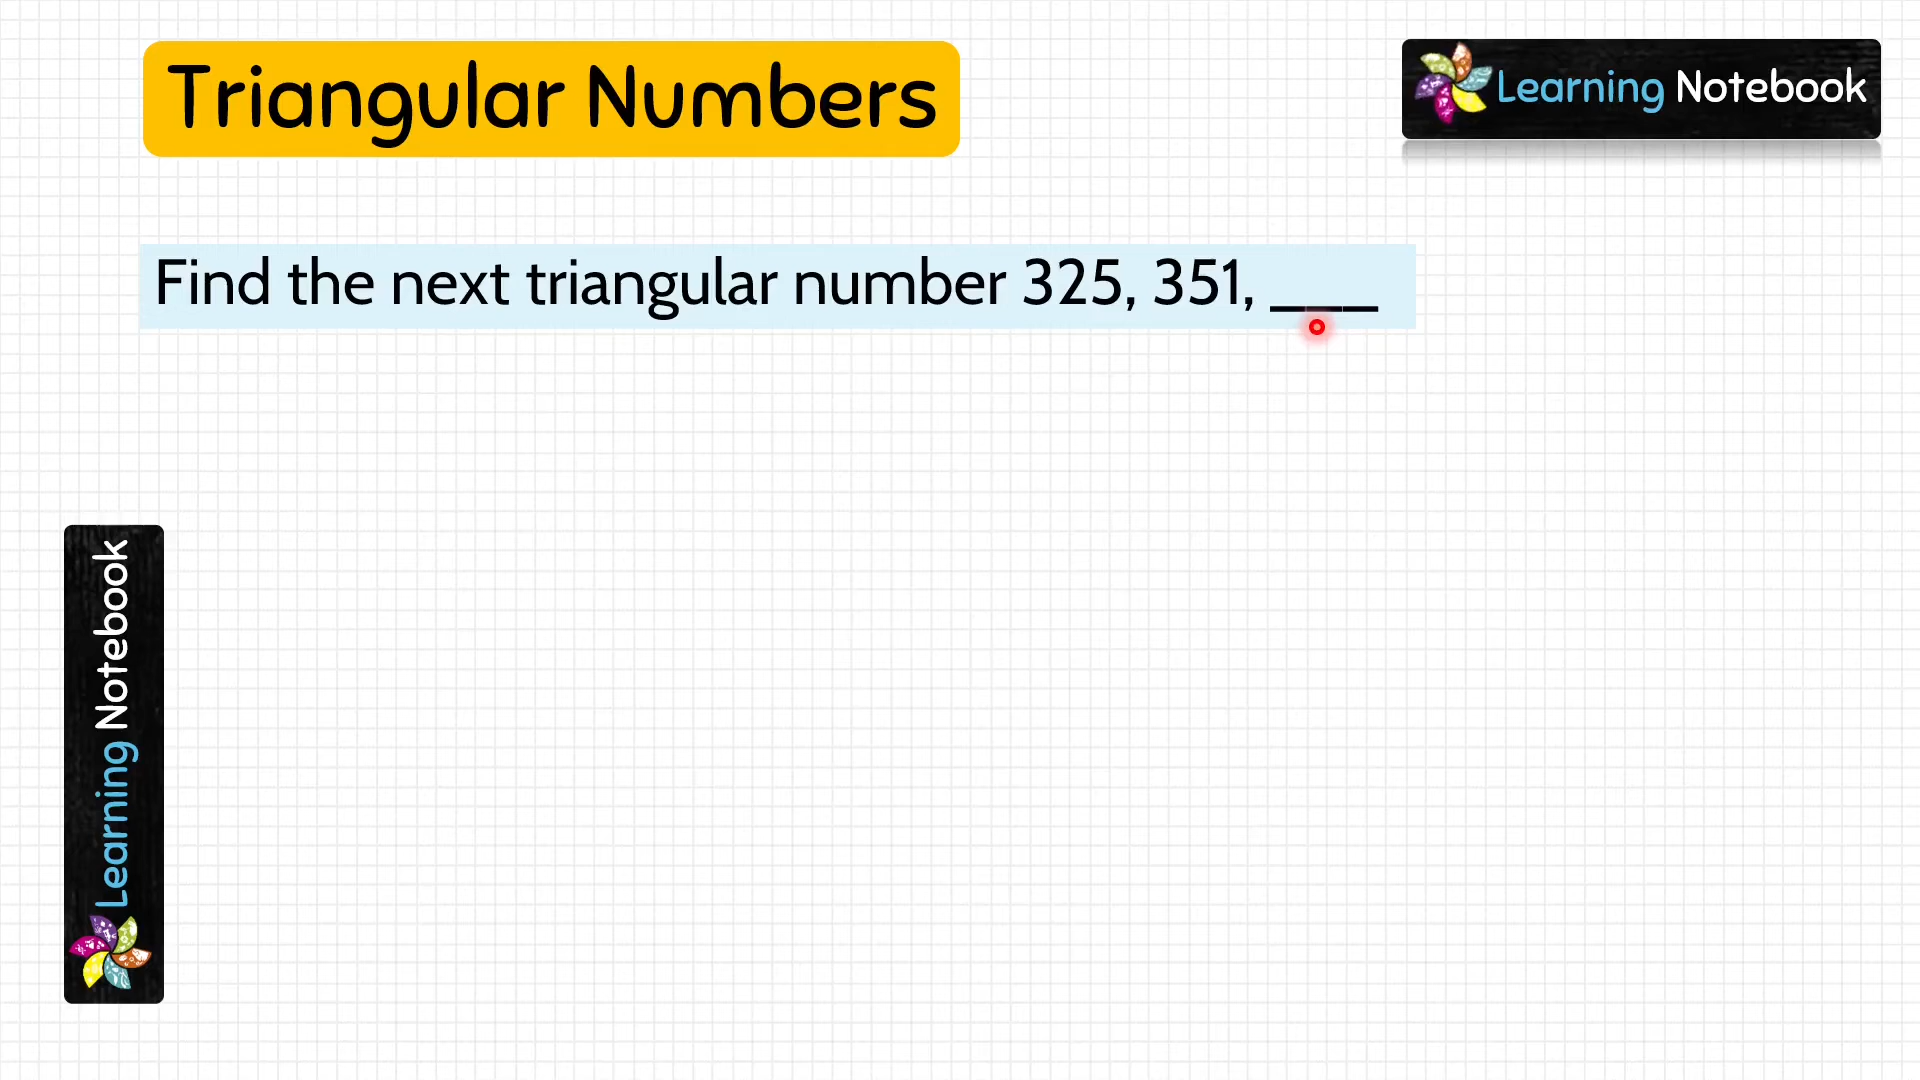 Triangular Numbers
Learning Notebook
Find the next triangular number 325, 351, ___
Learning Notebook